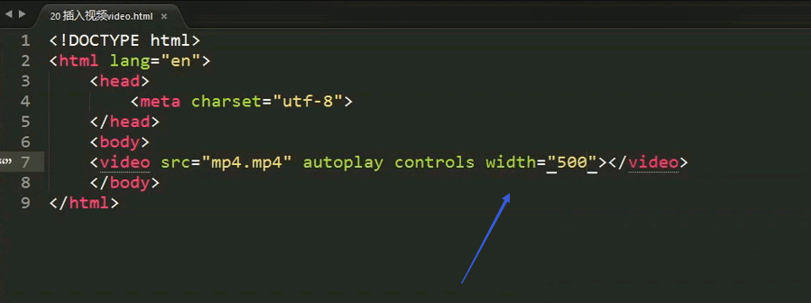 20 插入视频video.html ×
1 <!DOCTYPE html>
2 <html lang="en">
3 <head>
4 <meta charset="utf-8">
5 </head>
6 <body>
7 <video src="mp4.mp4" autoplay controls width="500"></video>
8 </body>
9 </html>